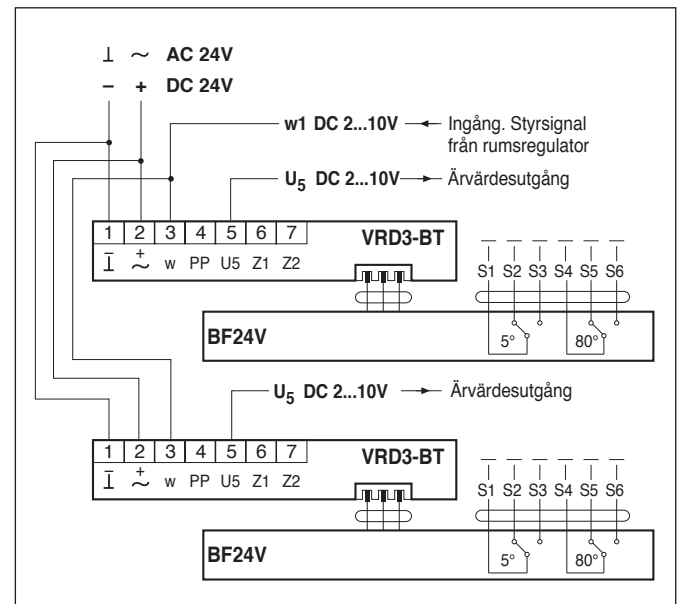 ⊥ ~ AC 24V
– + DC 24V
w1 DC 2...10V Ingång. Styrsignal
från rumsregulator
U5 DC 2...10V Ärvärdesutgång
1 2 3 4 5 6 7 VRD3-BT
⊥ ~ w PP U5 Z1 Z2
– +
S1 S2 S3 S4 S5 S6
BF24V 5° 80°
U5 DC 2...10V Ärvärdesutgång
1 2 3 4 5 6 7 VRD3-BT
⊥ ~ w PP U5 Z1 Z2
– +
S1 S2 S3 S4 S5 S6
BF24V 5° 80°